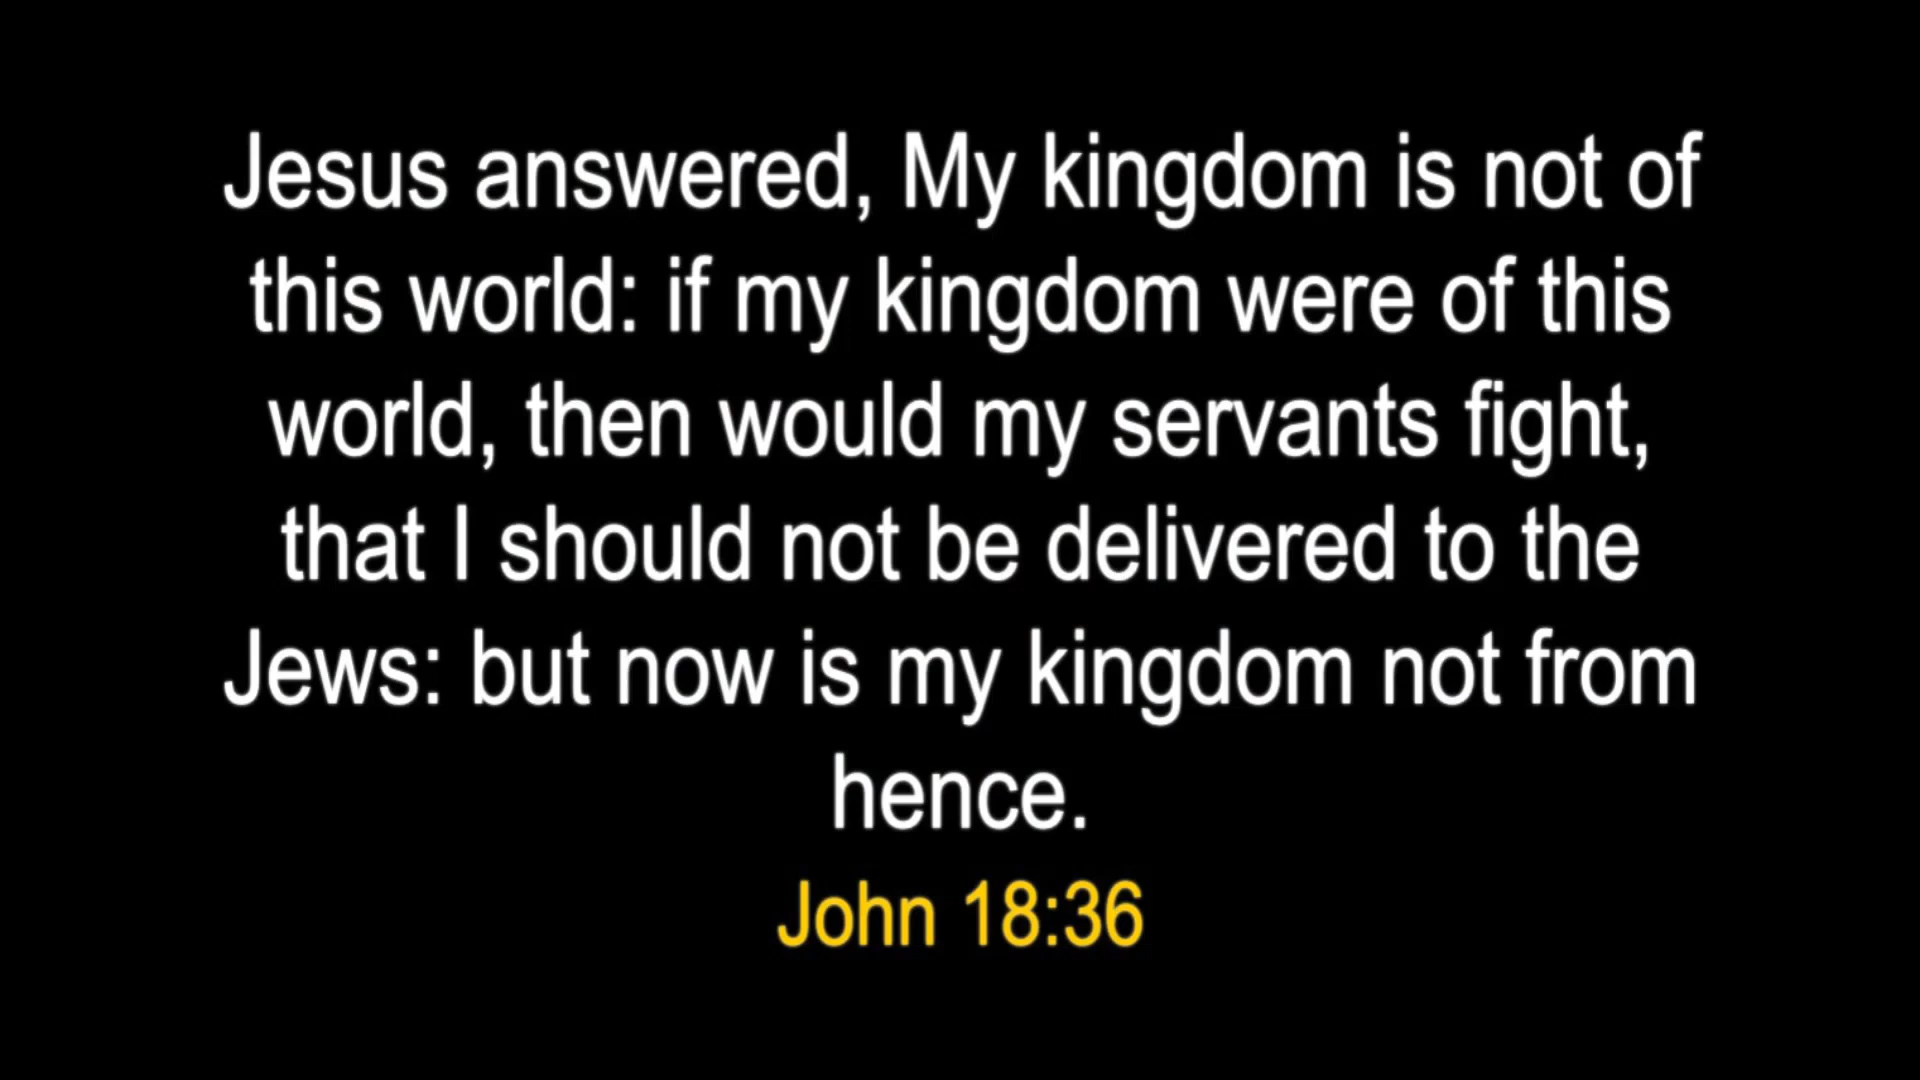 Jesus answered, My kingdom is not of
this world: if my kingdom were of this
world, then would my servants fight,
that I should not be delivered to the
Jews: but now is my kingdom not from
hence.
John 18:36